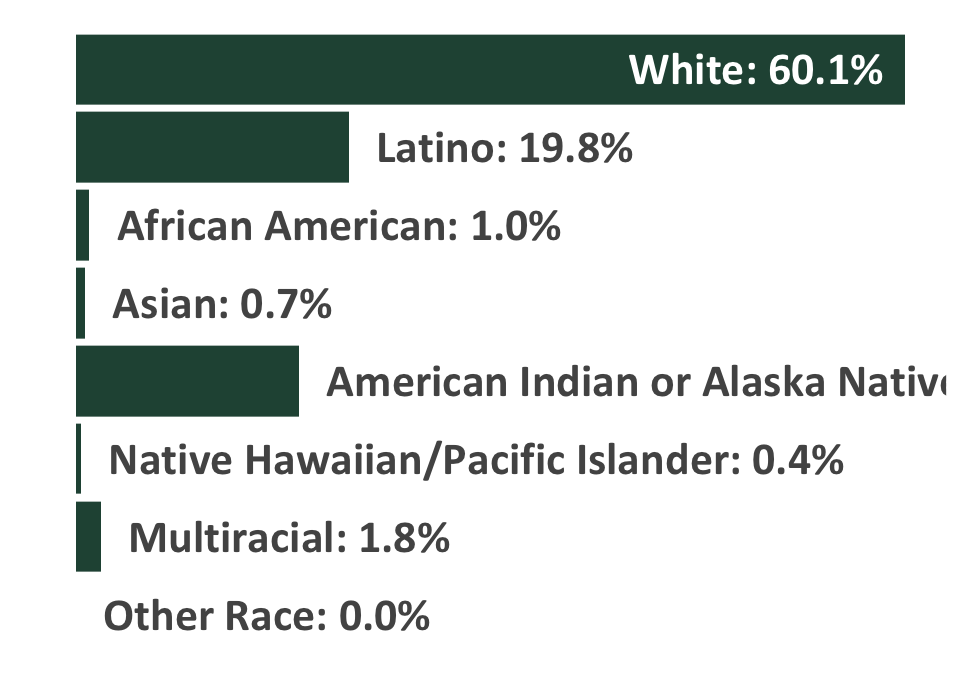 White: 60.1%
Latino: 19.8%
African American: 1.0%
Asian: 0.7%
American Indian or Alaska Native
Native Hawaiian/Pacific Islander: 0.4%
Multiracial: 1.8%
Other Race: 0.0%